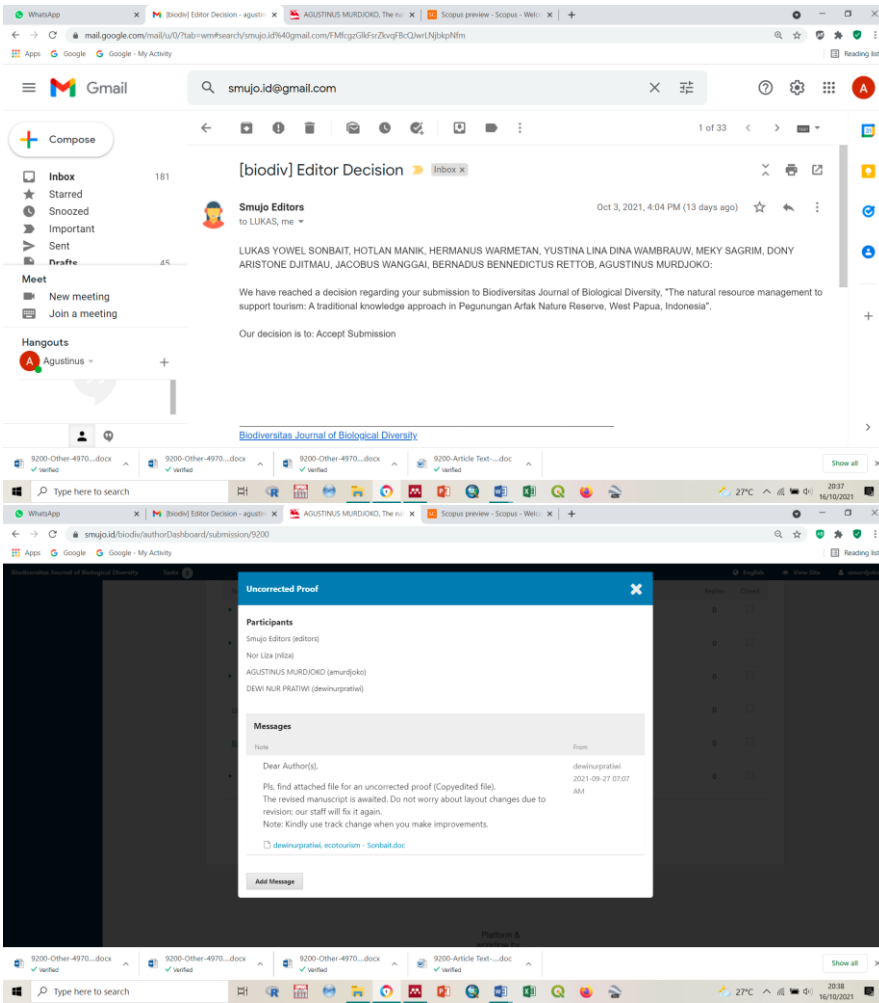 WhatsApp
[biodiv] Editor Decision - agustin
AGUSTINUS MURDJOKO, The na
Scopus preview - Scopus - Welc
mail.google.com/mail/u/0/?tab=wm#search/smujo.id%40gmail.com/
Apps Google Google - My Activity Reading list
Gmail
smujo.id@gmail.com
A
Compose
1 of 33
Inbox 181
Starred
Snoozed
Important
Sent
Drafts 45
Meet
New meeting
Join a meeting
Hangouts
A Agustinus
[biodiv] Editor Decision Inbox x
Smujo Editors Oct 3, 2021, 4:04 PM (13 days ago)
to LUKAS, me
LUKAS YOWEL SONBAIT, HOTLAN MANIK, HERMANUS WARMETAN, YUSTINA LINA DINA WAMBRAUW, MEKY SAGRIM, DONY
ARISTONE DJITMAU, JACOBUS WANGGAI, BERNADUS BENNEDICTUS RETTOB, AGUSTINUS MURDJOKO:
We have reached a decision regarding your submission to Biodiversitas Journal of Biological Diversity, "The natural resource management to
support tourism: A traditional knowledge approach in Pegunungan Arfak Nature Reserve, West Papua, Indonesia".
Our decision is to: Accept Submission
Biodiversitas Journal of Biological Diversity
9200-Other-4970....docx 9200-Other-4970....docx 9200-Other-4970....docx 9200-Article Text-....doc Show all
Verified Verified Verified Verified
Type here to search 27°C 20:37
16/10/2021
WhatsApp
[biodiv] Editor Decision - agustin
AGUSTINUS MURDJOKO, The na
Scopus preview - Scopus - Welc
smujo.id/biodiv/authorDashboard/submission/9200
Apps Google Google - My Activity Reading list
Biodiversitas Journal of Biological Diversity Tasks English View Site amurdjoko
Replies Closed
Uncorrected Proof
Participants
Smujo Editors (editors)
Nor Liza (nliza)
AGUSTINUS MURDJOKO (amurdjoko)
DEWI NUR PRATIWI (dewinurpratiwi)
Messages
Note From
Dear Author(s), dewinurpratiwi
2021-09-27 07:07
AM
Pls, find attached file for an uncorrected proof (Copyedited file).
The revised manuscript is awaited. Do not worry about layout changes due to
revision; our staff will fix it again.
Note: Kindly use track change when you make improvements.
dewinurpratiwi, ecotourism - Sonbait.doc
Add Message
Platform &
workflow by
9200-Other-4970....docx 9200-Other-4970....docx 9200-Other-4970....docx 9200-Article Text-....doc Show all
Verified Verified Verified Verified
Type here to search 27°C 20:38
16/10/2021